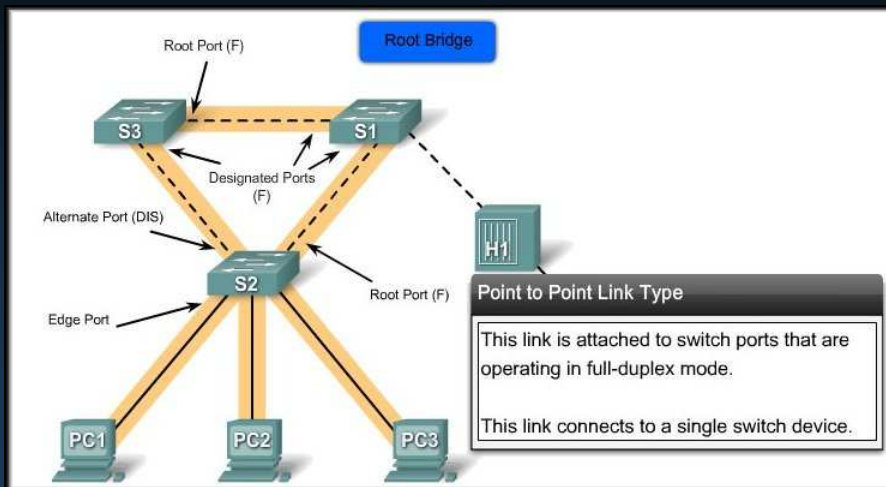 Root Bridge
Root Port (F)
S3
S1
Designated Ports
(F)
Alternate Port (DIS)
H1
S2
Root Port (F)
Edge Port
Point to Point Link Type
This link is attached to switch ports that are
operating in full-duplex mode.
This link connects to a single switch device.
PC1
PC2
PC3